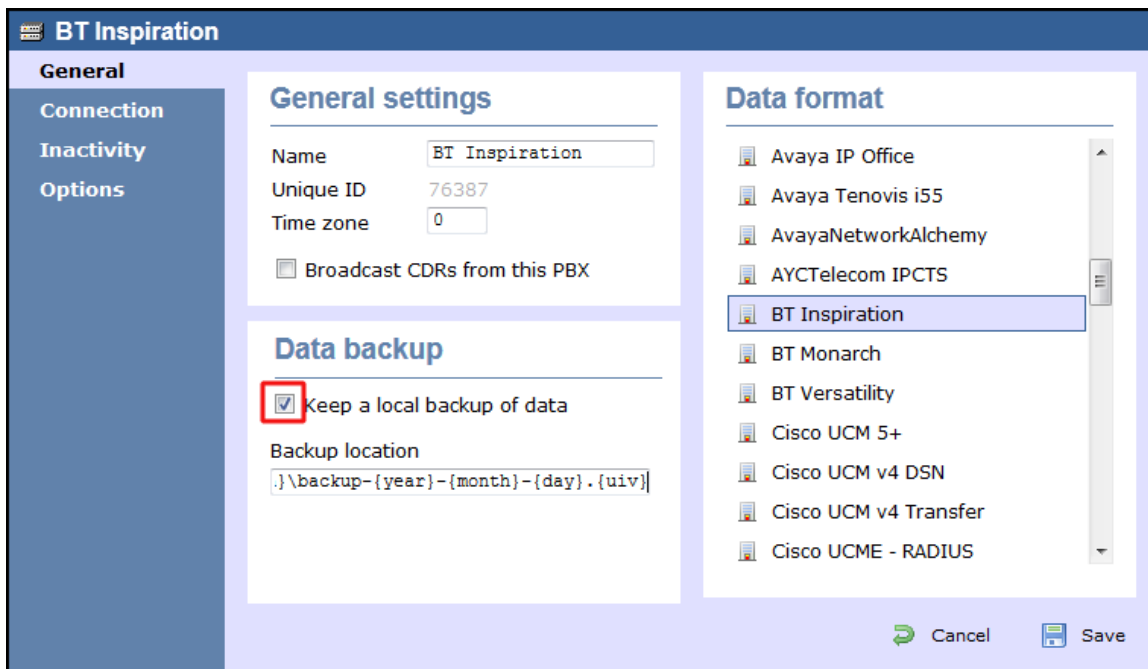 BT Inspiration
General
Connection
Inactivity
Options
General settings
Name BT Inspiration
Unique ID 76387
Time zone 0
Broadcast CDRs from this PBX
Data backup
Keep a local backup of data
Backup location
.}\backup-{year}-{month}-{day}.{uiv}
Data format
Avaya IP Office
Avaya Tenovis i55
AvayaNetworkAlchemy
AYCTelecom IPCTS
BT Inspiration
BT Monarch
BT Versatility
Cisco UCM 5+
Cisco UCM v4 DSN
Cisco UCM v4 Transfer
Cisco UCME - RADIUS
Cancel Save